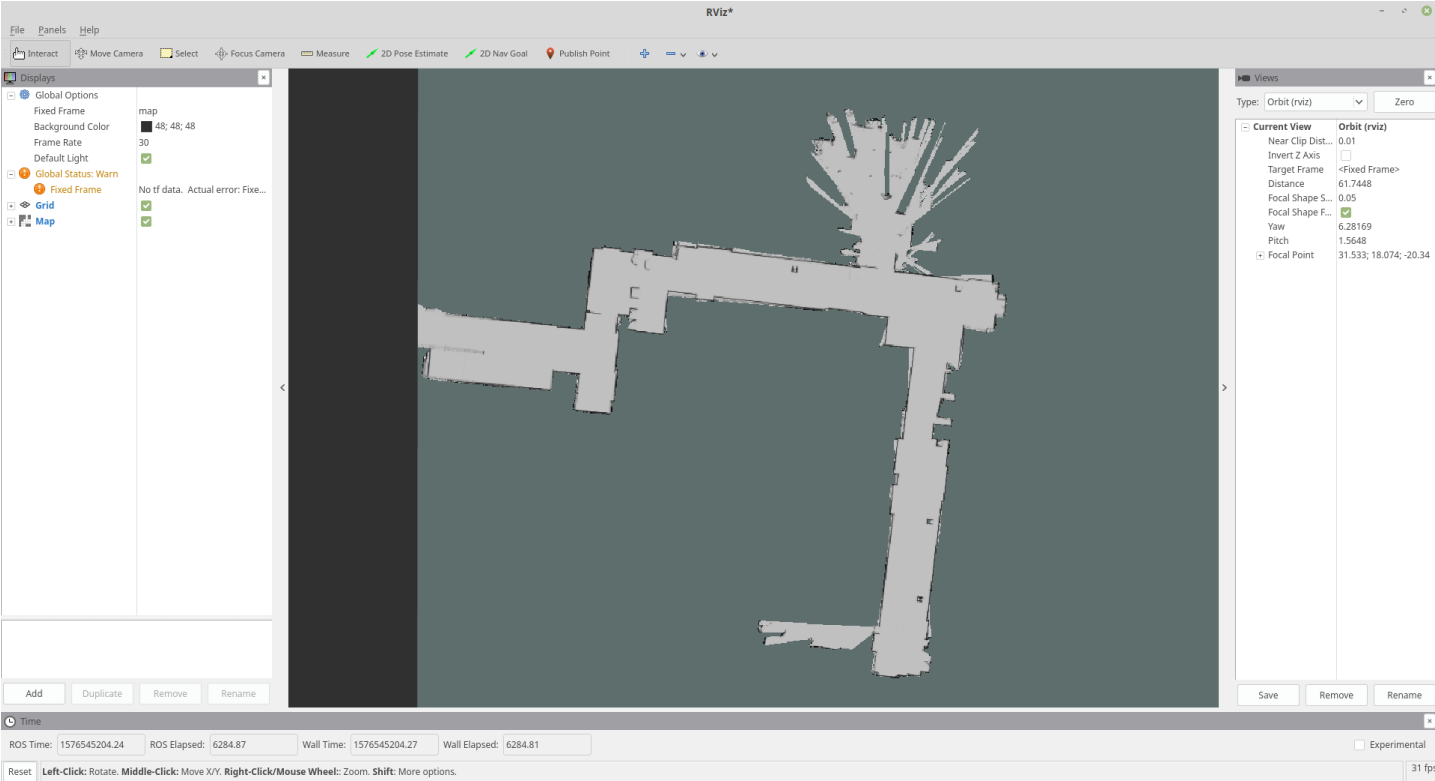 RViz*
File Panels Help
Interact Move Camera Select Focus Camera Measure 2D Pose Estimate 2D Nav Goal Publish Point
Displays
Global Options
Fixed Frame map
Background Color 48; 48; 48
Frame Rate 30
Default Light
Global Status: Warn
Fixed Frame No tf data. Actual error: Fixe...
Grid
Map
Add Duplicate Remove Rename
Views
Type: Orbit (rviz) Zero
Current View Orbit (rviz)
Near Clip Dist... 0.01
Invert Z Axis
Target Frame <Fixed Frame>
Distance 61.7448
Focal Shape S... 0.05
Focal Shape F...
Yaw 6.28169
Pitch 1.5648
Focal Point 31.533; 18.074; -20.34
Save Remove Rename
Time
ROS Time: 1576545204.24 ROS Elapsed: 6284.87 Wall Time: 1576545204.27 Wall Elapsed: 6284.81 Experimental
Reset Left-Click: Rotate. Middle-Click: Move X/Y. Right-Click/Mouse Wheel:: Zoom. Shift: More options. 31 fps